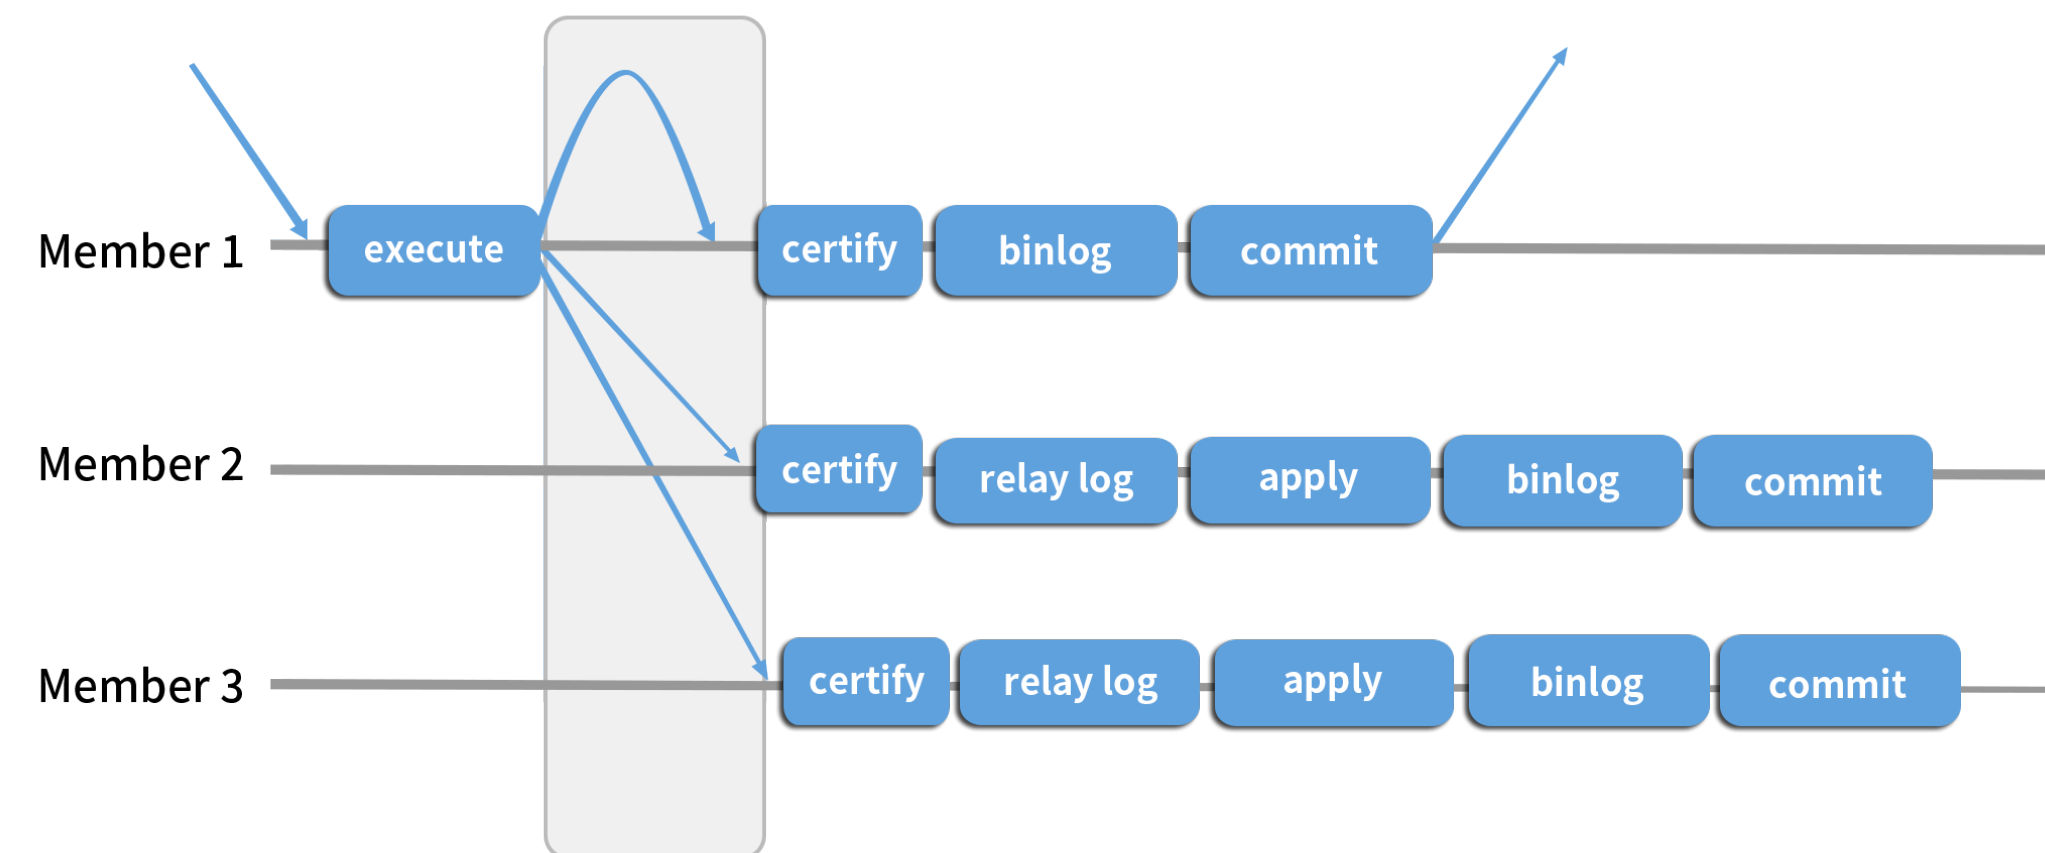 Member 1 execute certify binlog commit
Member 2 certify relay log apply binlog commit
Member 3 certify relay log apply binlog commit